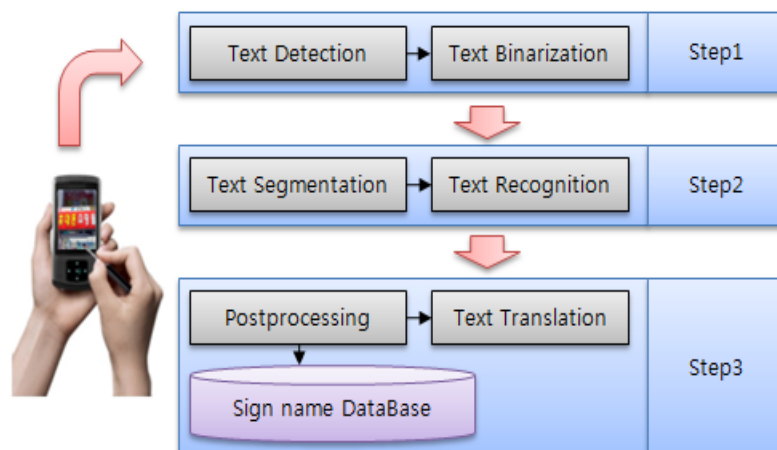 Text Detection
Text Binarization
Step1
Text Segmentation
Text Recognition
Step2
Postprocessing
Text Translation
Step3
Sign name DataBase